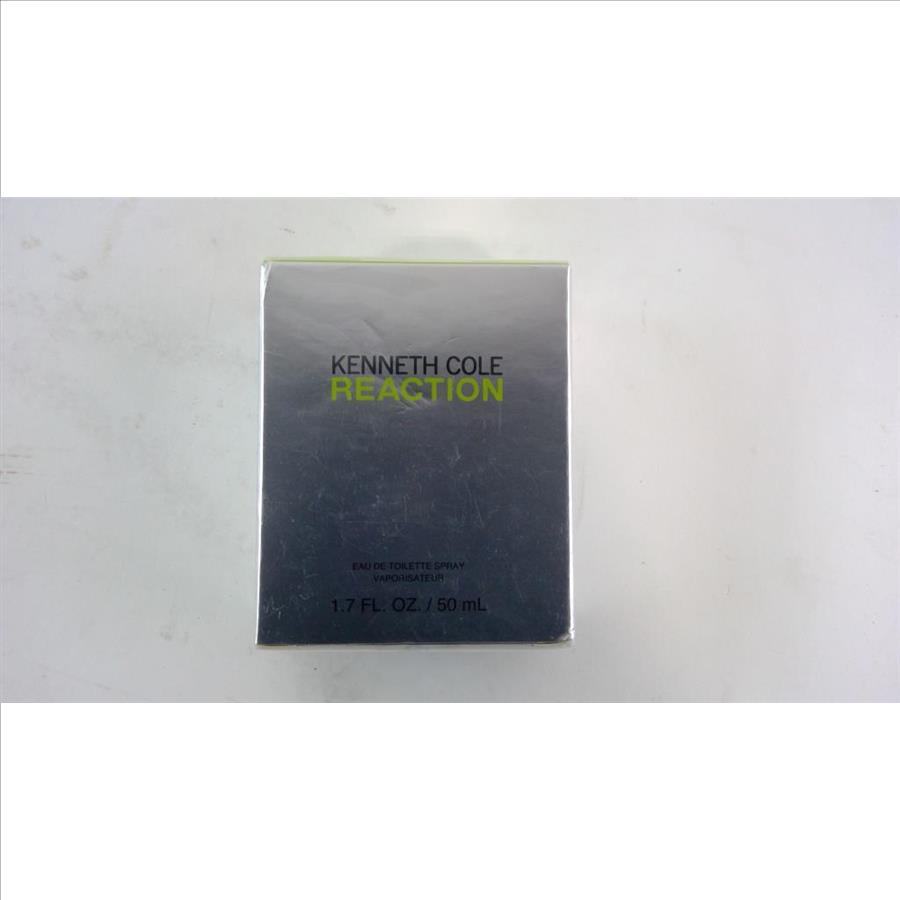 KENNETH COLE
REACTION
EAU DE TOILETTE SPRAY
VAPORISATEUR
1.7 FL. OZ. / 50 mL